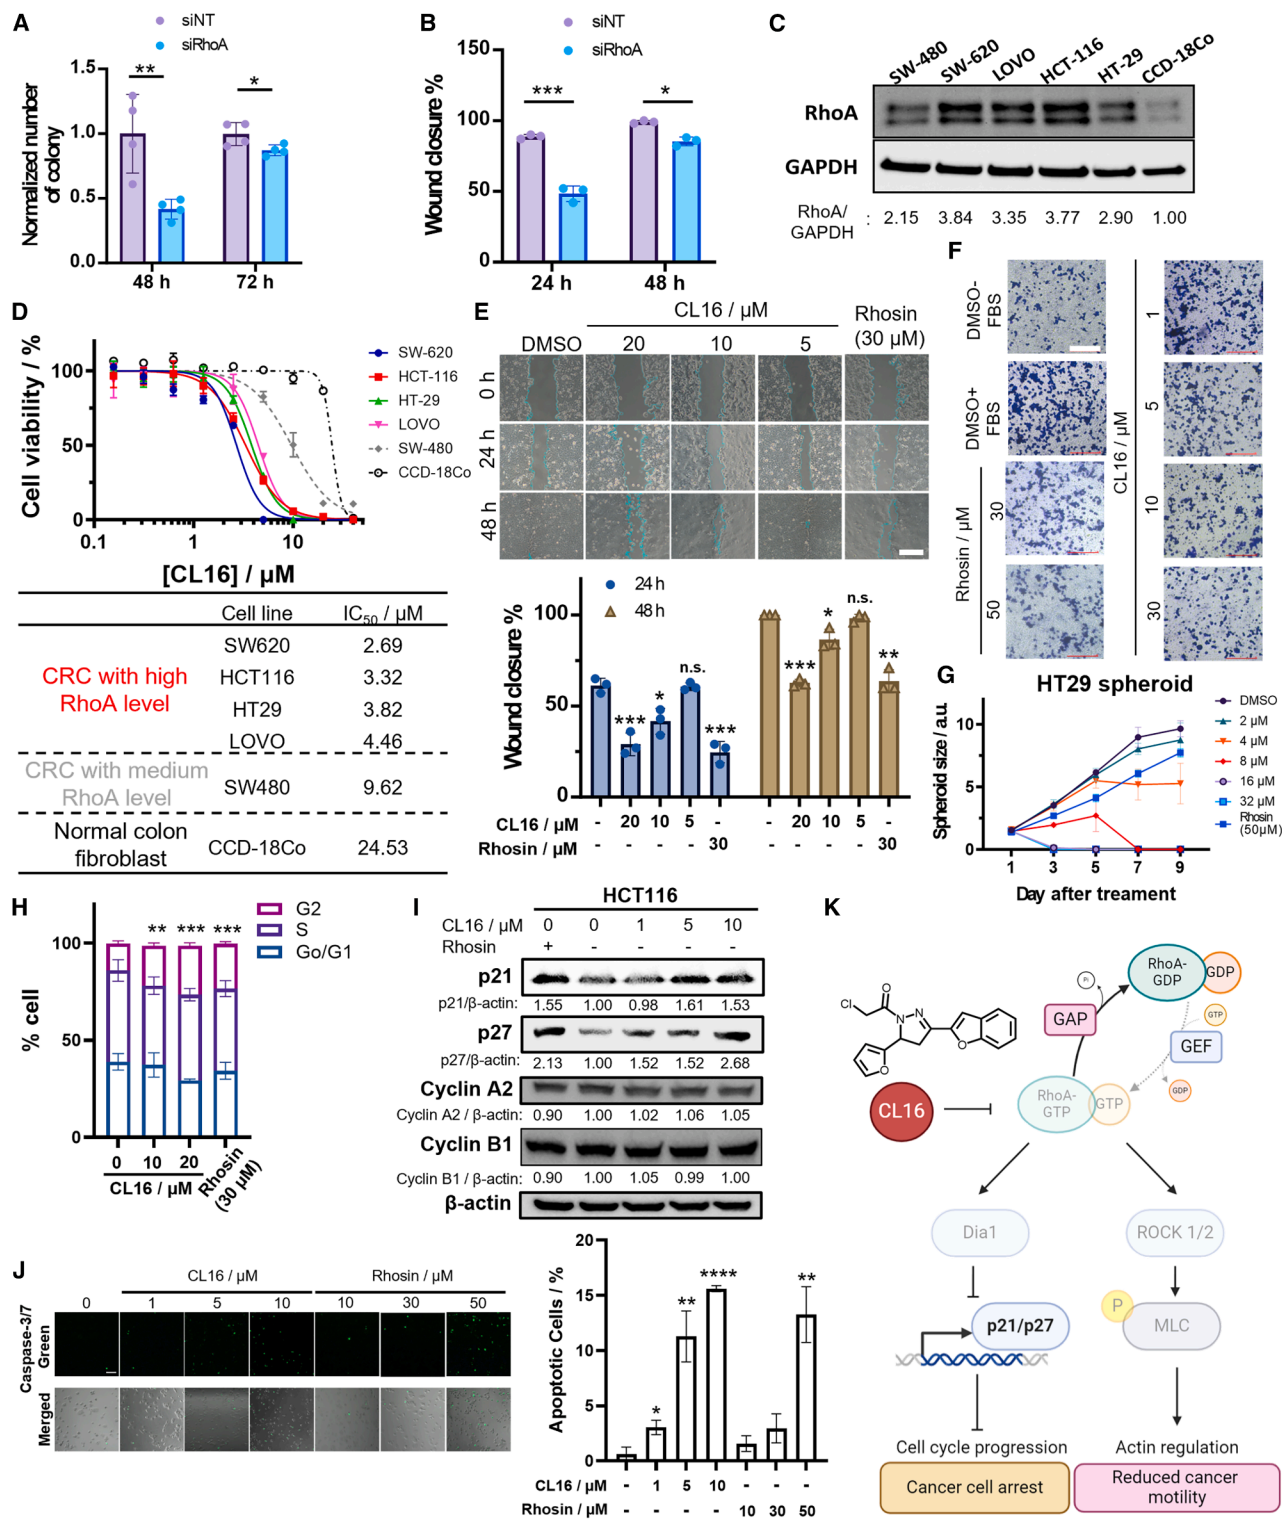 A
siNT
siRhoA
Normalized number
of colony
1.5
1.0
0.5
0.0
**
*
48 h
72 h
B
siNT
siRhoA
Wound closure %
150
100
50
0
***
*
24 h
48 h
C
SW-480
SW-620
LOVO
HCT-116
HT-29
CCD-18Co
RhoA
GAPDH
RhoA/
GAPDH
: 2.15 3.84 3.35 3.77 2.90 1.00
D
Cell viability / %
100
50
0
0.1 1 10
[CL16] / µM
SW-620
HCT-116
HT-29
LOVO
SW-480
CCD-18Co
Cell line IC50 / µM
CRC with high
RhoA level
SW620 2.69
HCT116 3.32
HT29 3.82
LOVO 4.46
CRC with medium
RhoA level
SW480 9.62
Normal colon
fibroblast
CCD-18Co 24.53
E
CL16 / µM
Rhosin
(30 µM)
DMSO 20 10 5
0 h
24 h
48 h
24 h
48 h
Wound closure %
100
50
0
*** * n.s. ***
*** * n.s. **
CL16 / µM - 20 10 5 - - 20 10 5 -
Rhosin / µM - - - - 30 - - - - 30
F
DMSO-
FBS
DMSO+
FBS
Rhosin / µM
30
50
CL16 / µM
1
5
10
30
G
HT29 spheroid
Spheroid size / a.u.
10
5
0
1 3 5 7 9
Day after treament
DMSO
2 µM
4 µM
8 µM
16 µM
32 µM
Rhosin
(50µM)
H
G2
S
Go/G1
% cell
100
50
0
** *** ***
0 10 20
CL16 / µM
Rhosin
(30 µM)
I
HCT116
CL16 / µM 0 0 1 5 10
Rhosin + - - - -
p21
p21/β-actin: 1.55 1.00 0.98 1.61 1.53
p27
p27/β-actin: 2.13 1.00 1.52 1.52 2.68
Cyclin A2
Cyclin A2 / β-actin: 0.90 1.00 1.02 1.06 1.05
Cyclin B1
Cyclin B1 / β-actin: 0.90 1.00 1.05 0.99 1.00
β-actin
J
CL16 / µM
Rhosin / µM
0 1 5 10 10 30 50
Caspase-3/7
Green
Merged
Apoptotic Cells / %
20
15
10
5
0
* ** **** **
CL16 / µM - 1 5 10 - - -
Rhosin / µM - - - - 10 30 50
K
Cl
O
N
N
O
O
CL16
RhoA-
GDP
GDP
Pi
GAP
GTP
GEF
GDP
RhoA-
GTP
GTP
Dia1
ROCK 1/2
p21/p27
P
MLC
Cell cycle progression
Cancer cell arrest
Actin regulation
Reduced cancer
motility